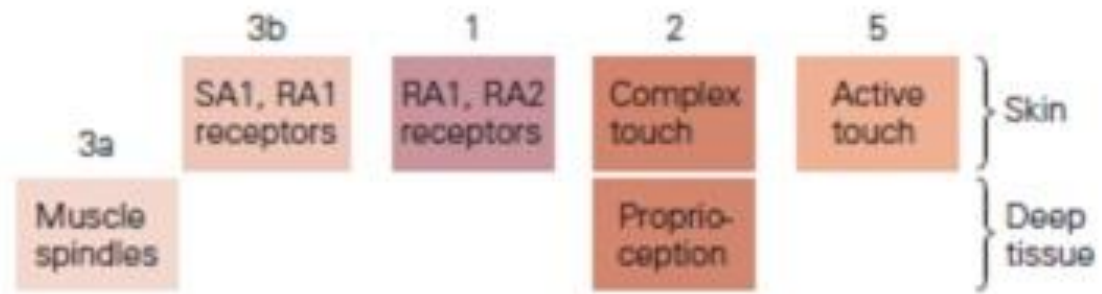 3b 1 2 5
SA1, RA1 RA1, RA2 Complex Active
receptors receptors touch touch
Skin
3a
Muscle Proprio- Deep
spindles ception tissue